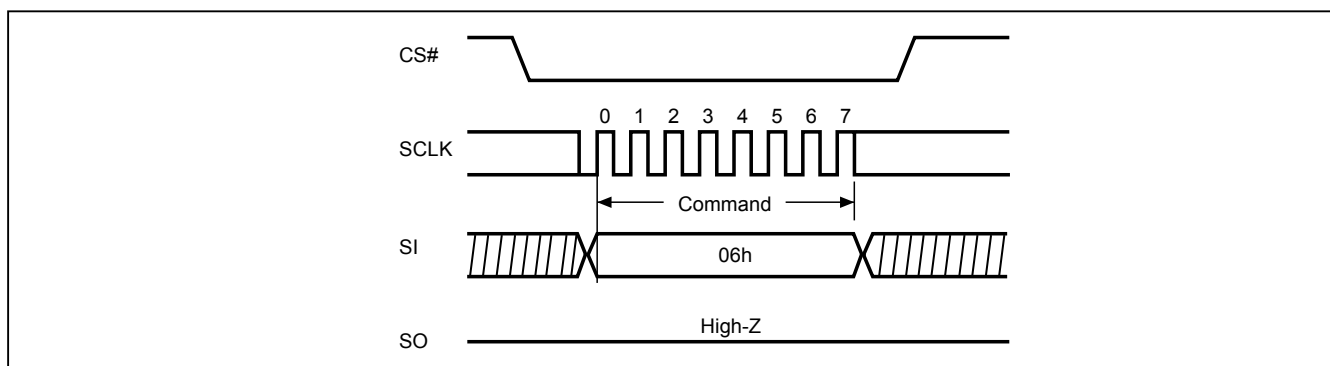 CS#
0 1 2 3 4 5 6 7
SCLK
Command
SI
06h
High-Z
SO